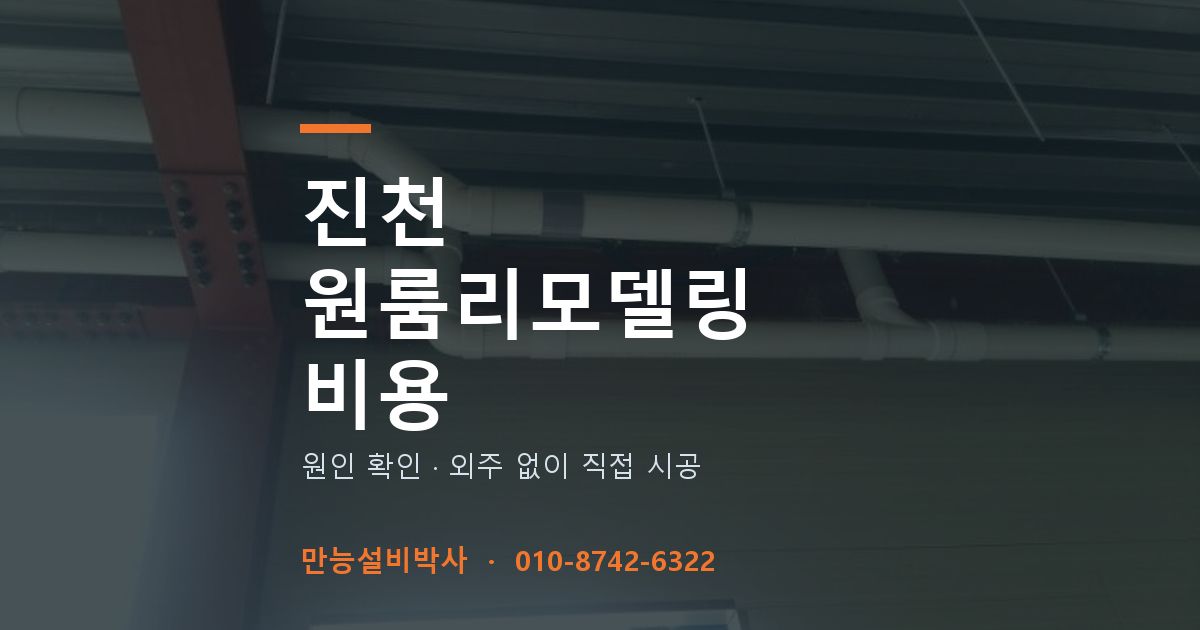 진천
원룸리모델링
비용
원인 확인 · 외주 없이 직접 시공
만능설비박사 · 010-8742-6322